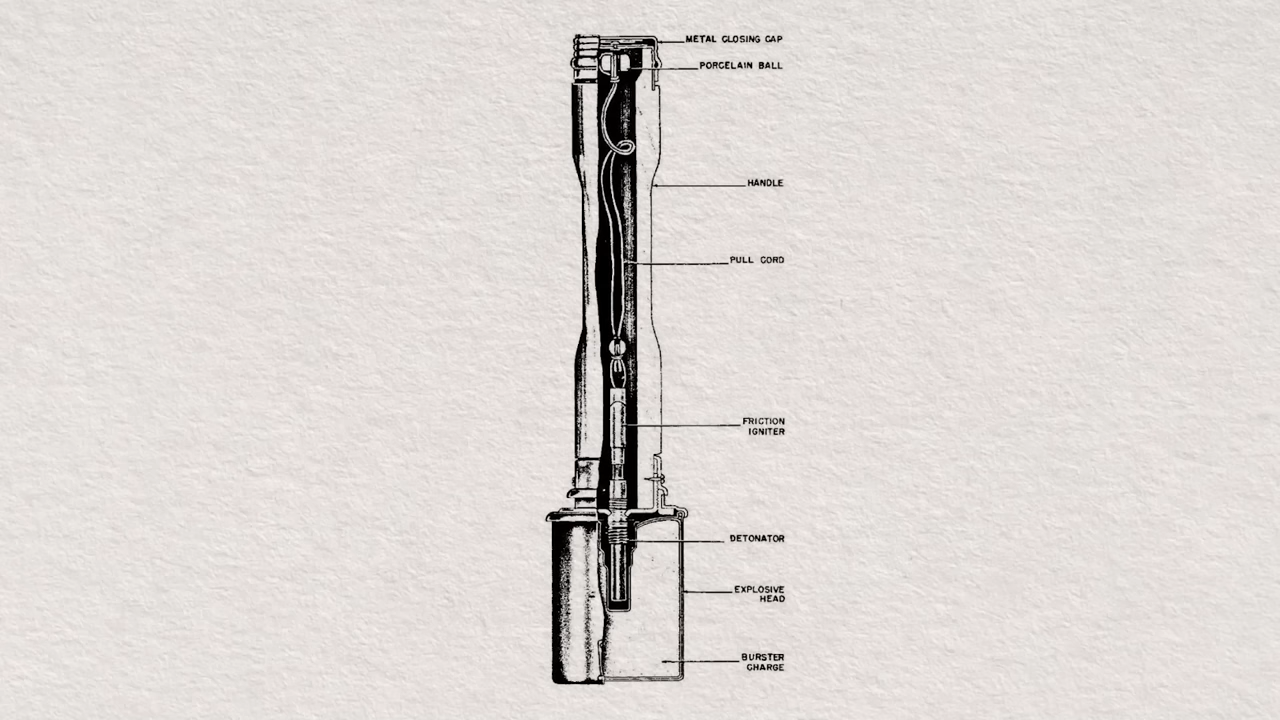 METAL CLOSING CAP
PORCELAIN BALL
HANDLE
PULL CORD
FRICTION
IGNITER
DETONATOR
EXPLOSIVE
HEAD
BURSTER
CHARGE